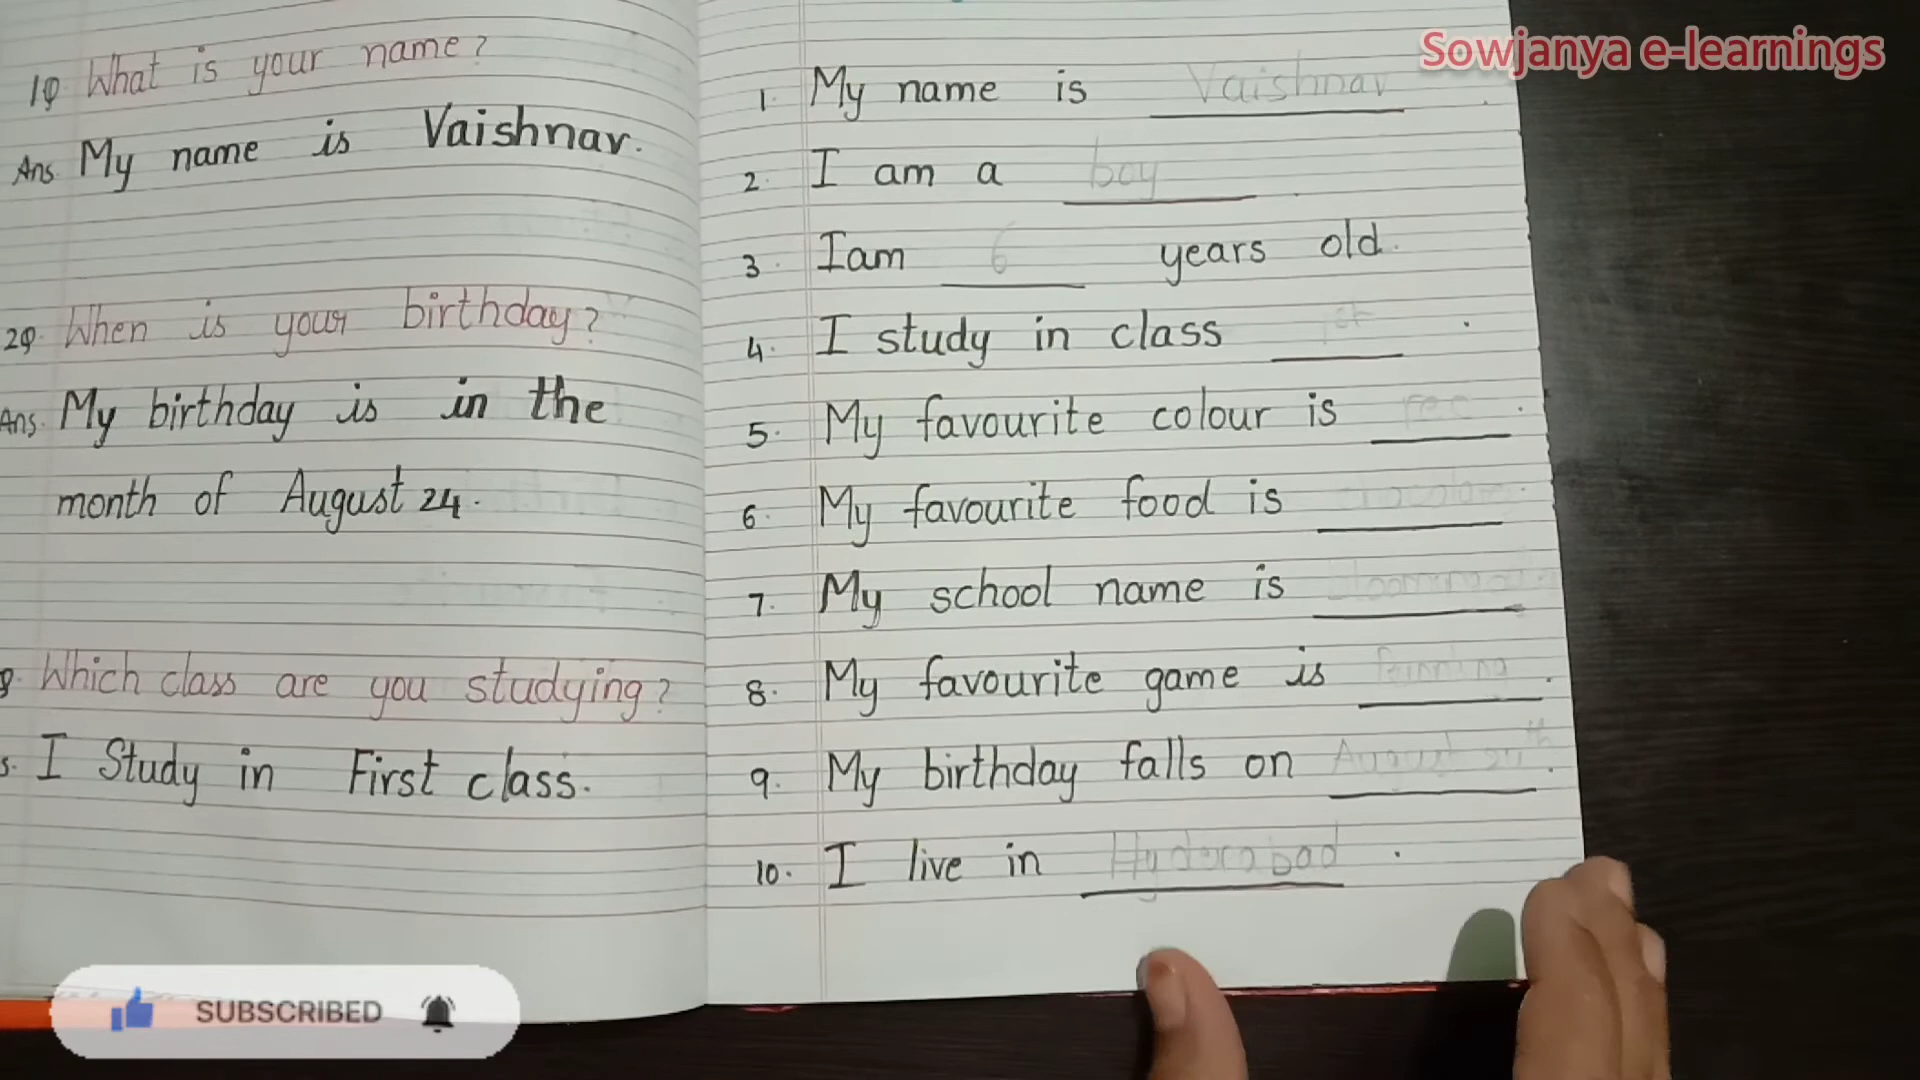 Sowjanya e-learnings
1Q What is your name?
Ans. My name is Vaishnav.
2Q. When is your birthday?
Ans. My birthday is in the
month of August 24.
Which class are you studying?
s. I Study in First class.
1. My name is Vaishnav
2. I am a boy
3. I am 6 years old.
4. I study in class .
5. My favourite colour is .
6. My favourite food is .
7. My school name is
8. My favourite game is .
9. My birthday falls on August .
10. I live in Hyderabad .
SUBSCRIBED